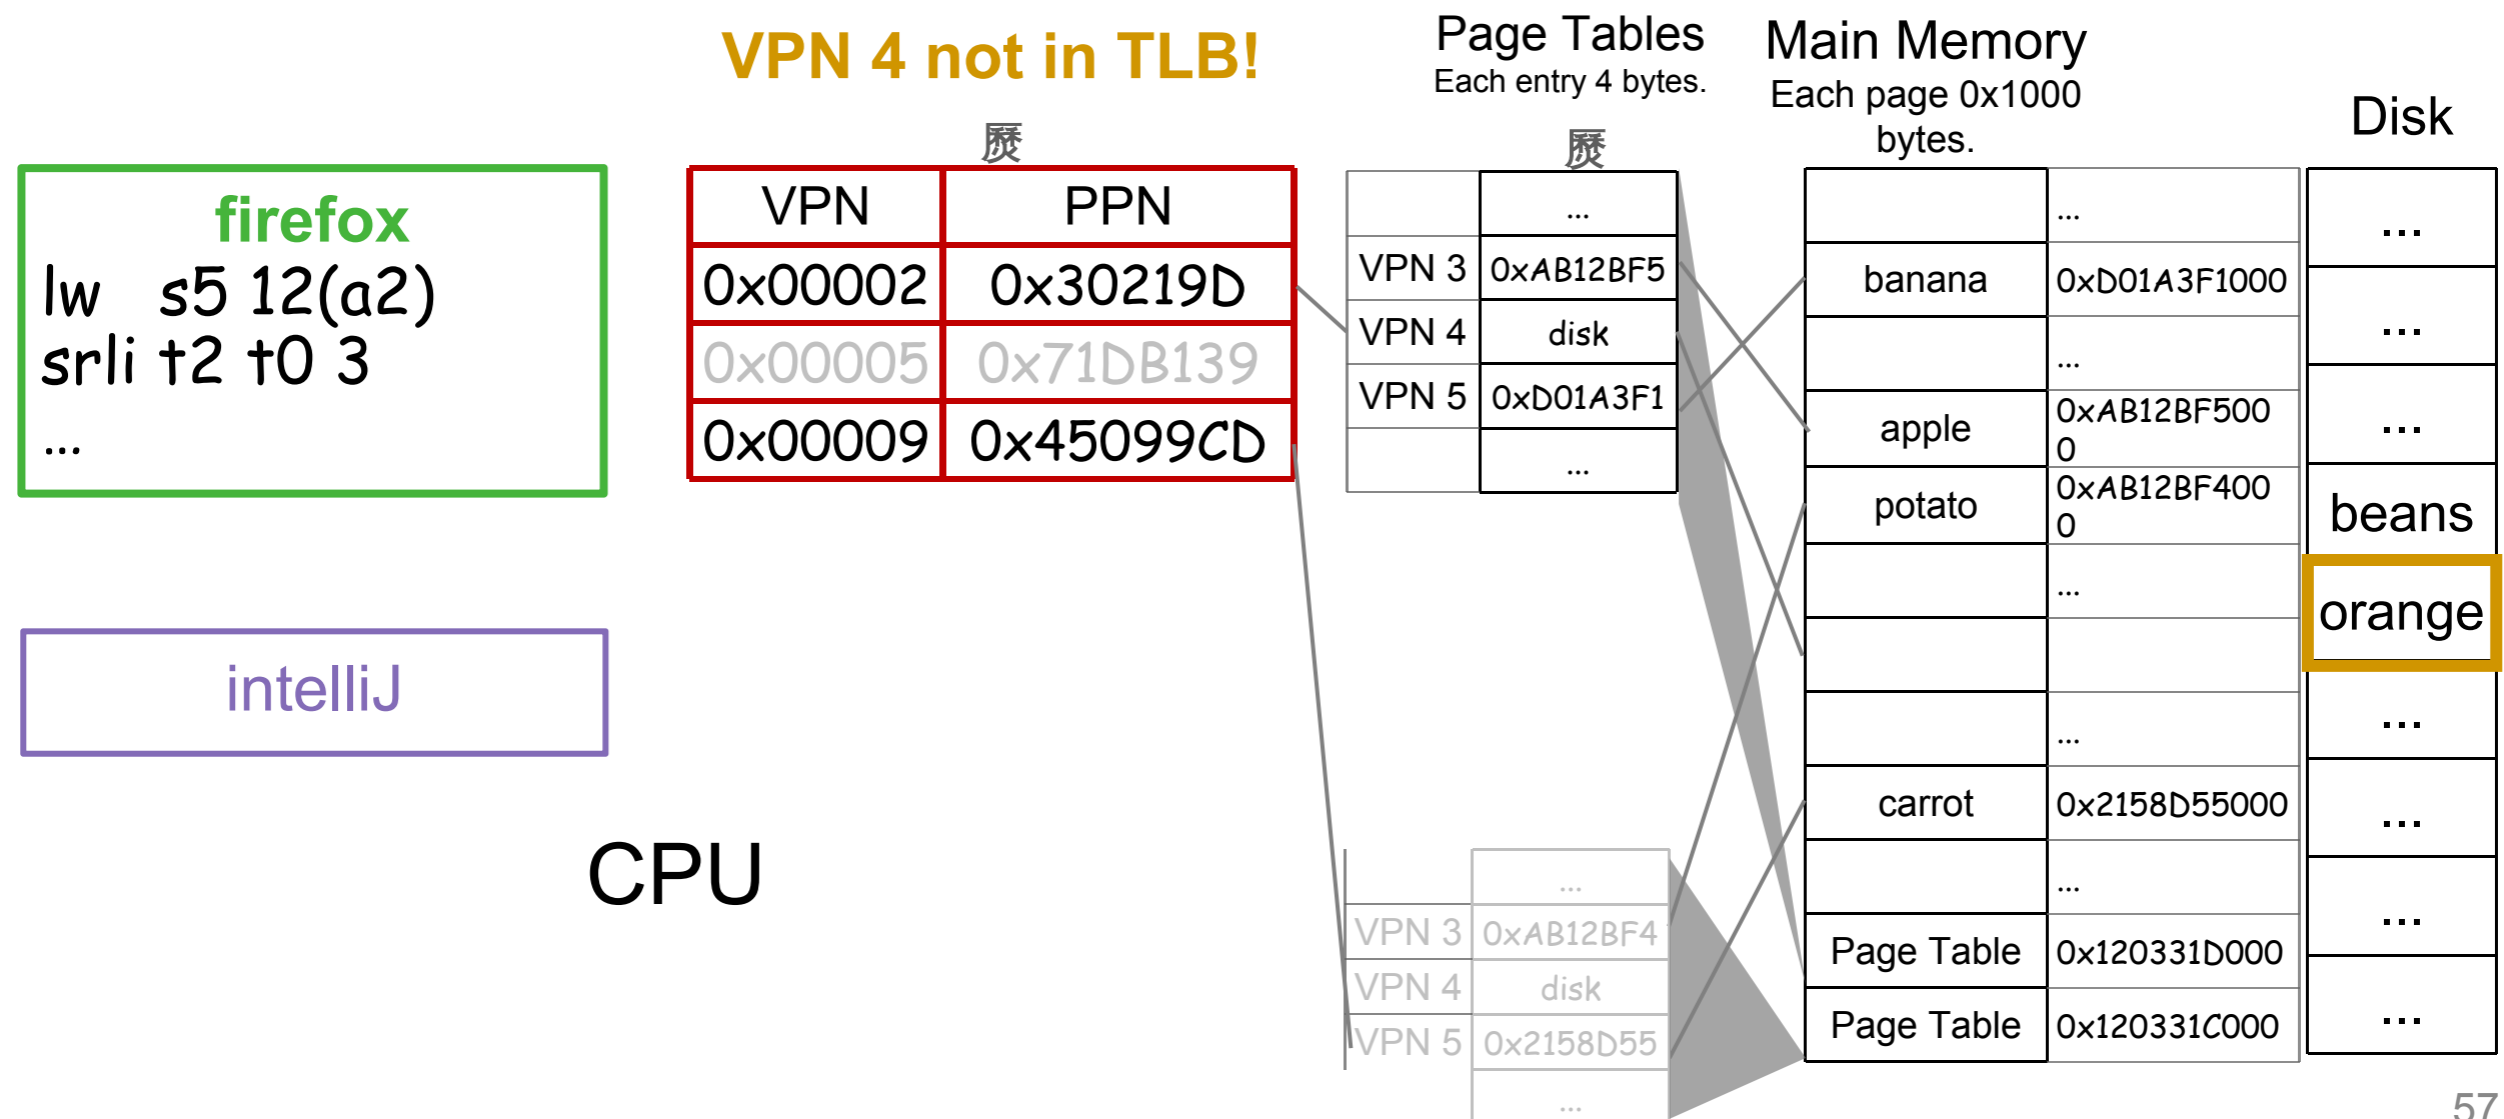 VPN 4 not in TLB!
Page Tables
Each entry 4 bytes.
Main Memory
Each page 0x1000
bytes.
Disk
firefox
lw s5 12(a2)
srli t2 t0 3
...
intelliJ
CPU
VPN PPN
0x00002 0x30219D
0x00005 0x71DB139
0x00009 0x45099CD
...
VPN 3 0xAB12BF5
VPN 4 disk
VPN 5 0xD01A3F1
...
...
VPN 3 0xAB12BF4
VPN 4 disk
VPN 5 0x2158D55
...
...
banana 0xD01A3F1000
...
apple 0xAB12BF500
0
potato 0xAB12BF400
0
...
...
carrot 0x2158D55000
...
Page Table 0x120331D000
Page Table 0x120331C000
...
...
...
beans
orange
...
...
...
...
57